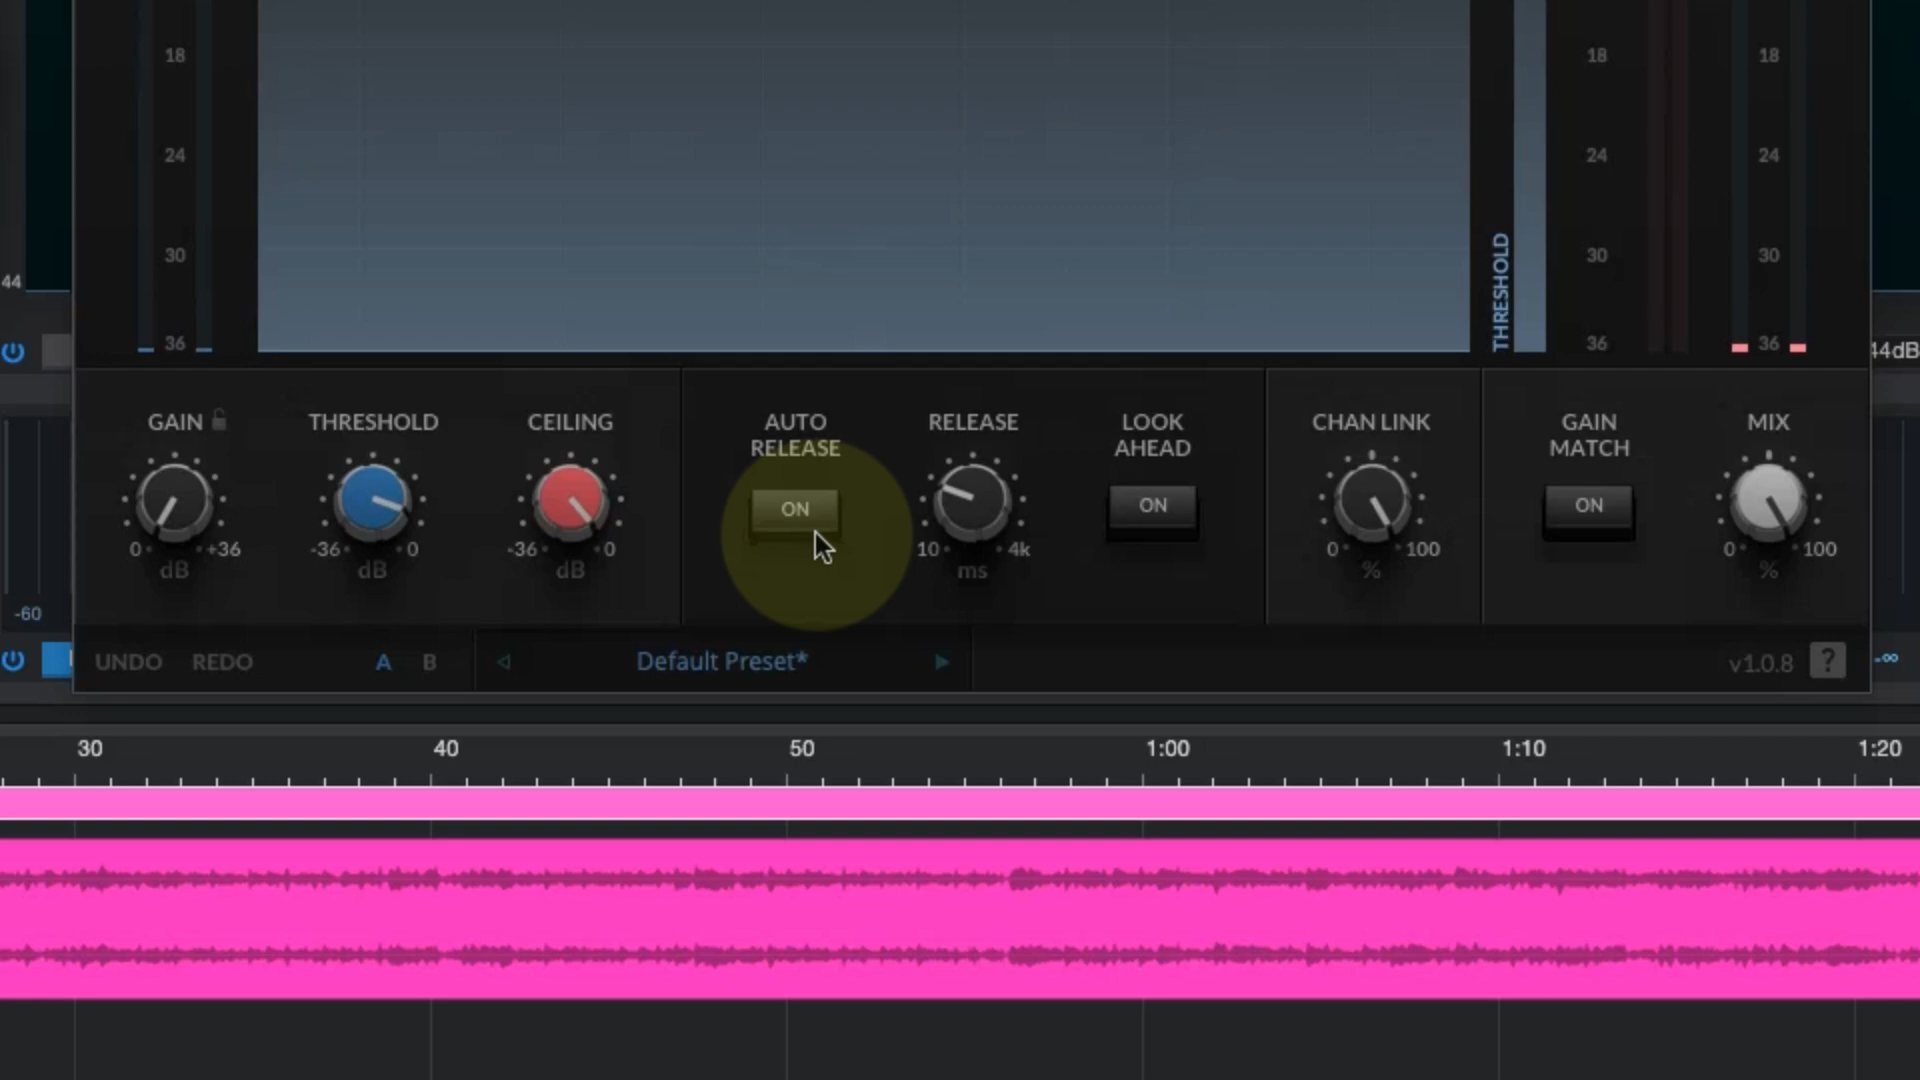 18 18 18
24 24 24
44 30 30 30
THRESHOLD
36 36 36
44dB
GAIN THRESHOLD CEILING AUTO RELEASE RELEASE LOOK AHEAD CHAN LINK GAIN MATCH MIX
ON ON ON
0 +36 -36 0 -36 0 10 4k 0 100 0 100
dB dB dB ms % %
-60
UNDO REDO A B Default Preset* v1.0.8 ? -∞
30 40 50 1:00 1:10 1:20